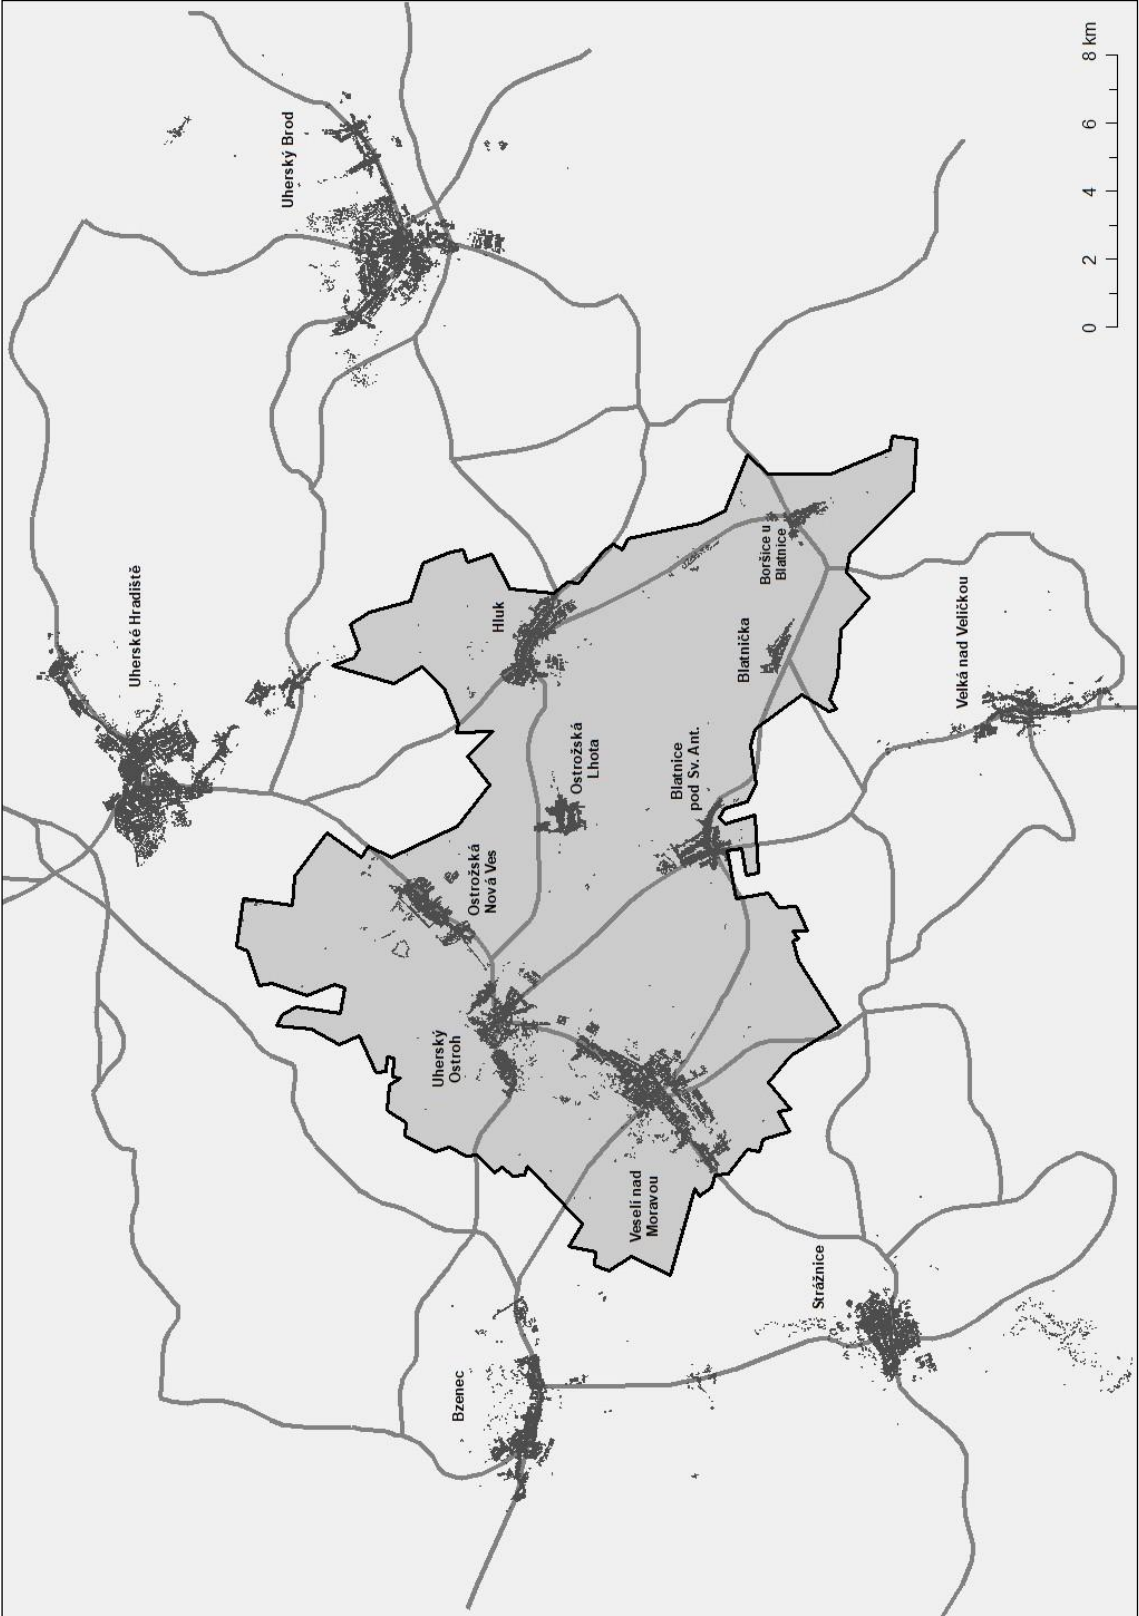 Uherský Brod
Uherské Hradiště
Hluk
Boršice u
Blatnice
Blatnička
Velká nad Veličkou
Ostrožská
Lhota
Blatnice
pod Sv. Ant.
Ostrožská
Nová Ves
Uherský
Ostroh
Veselí nad
Moravou
Strážnice
Bzenec
0 2 4 6 8 km